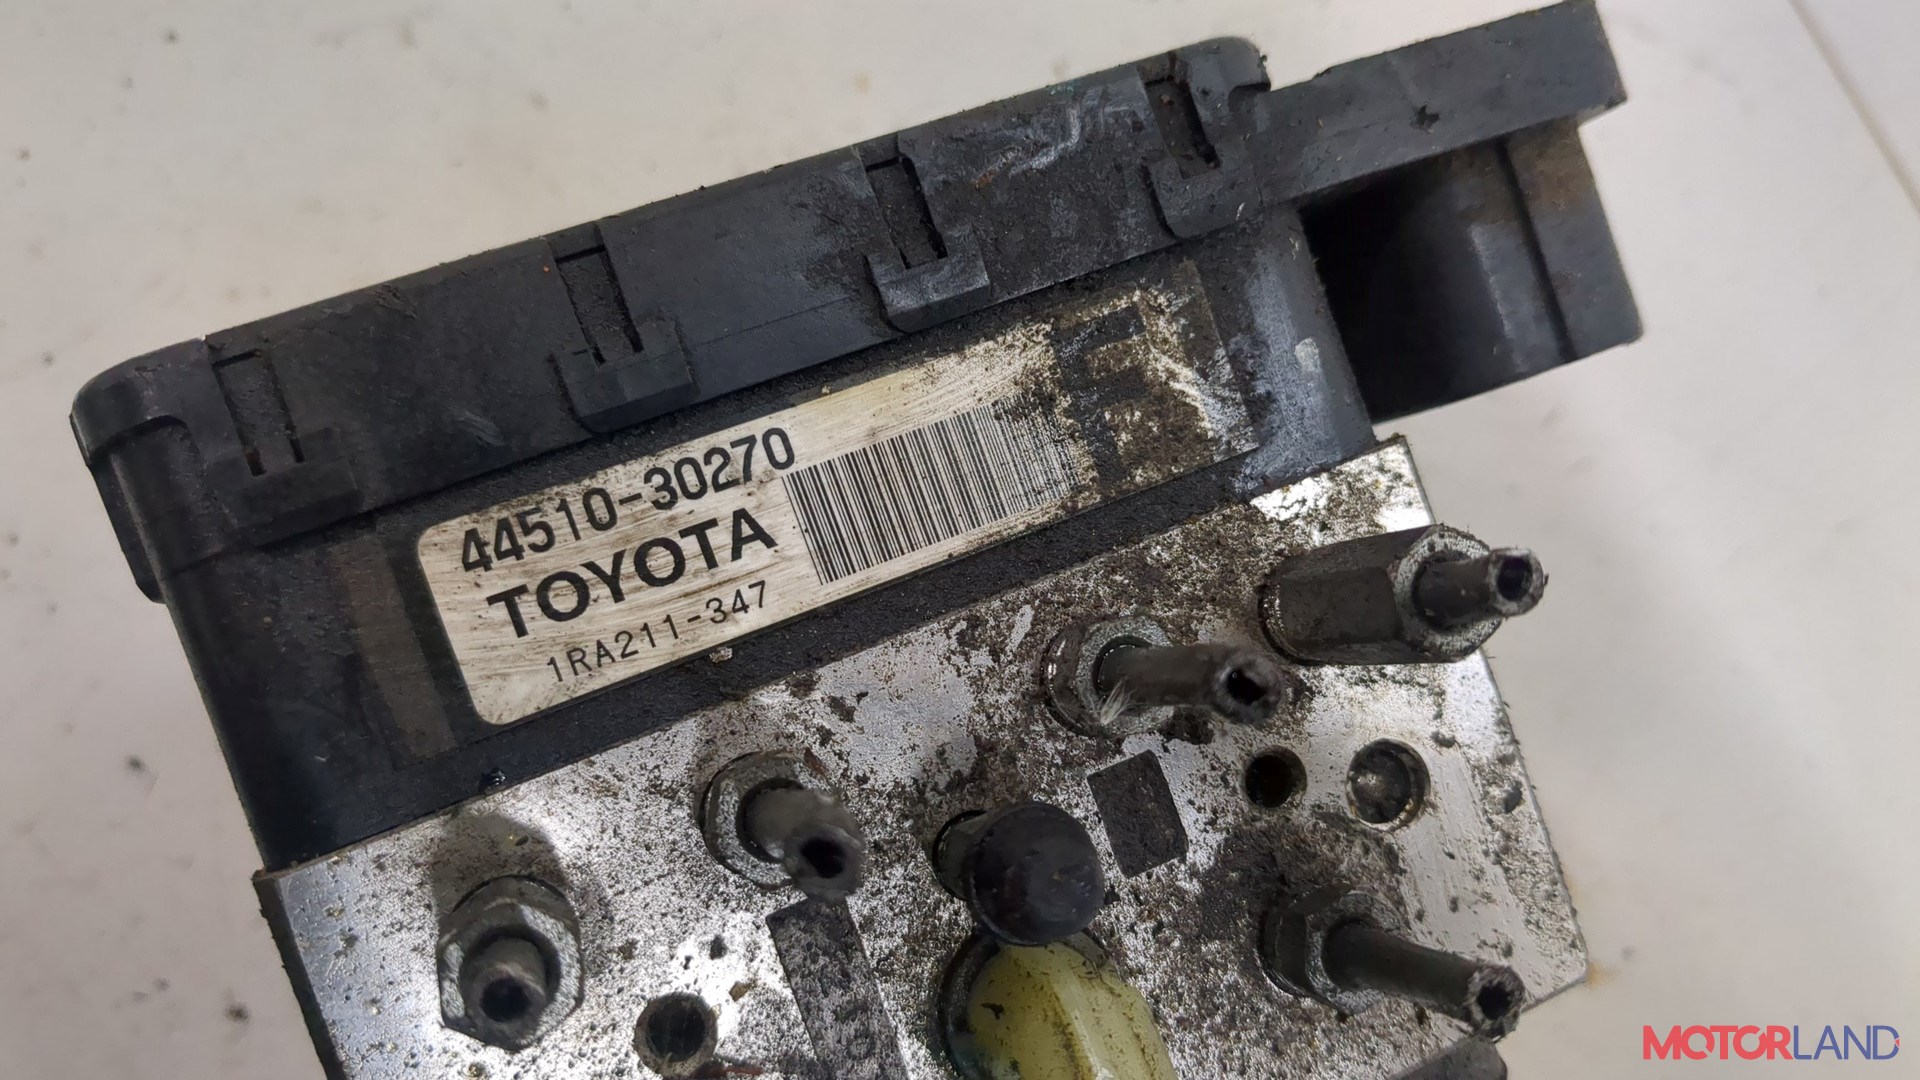 44510-30270
TOYOTA
1RA211-347
F
MOTORLAND